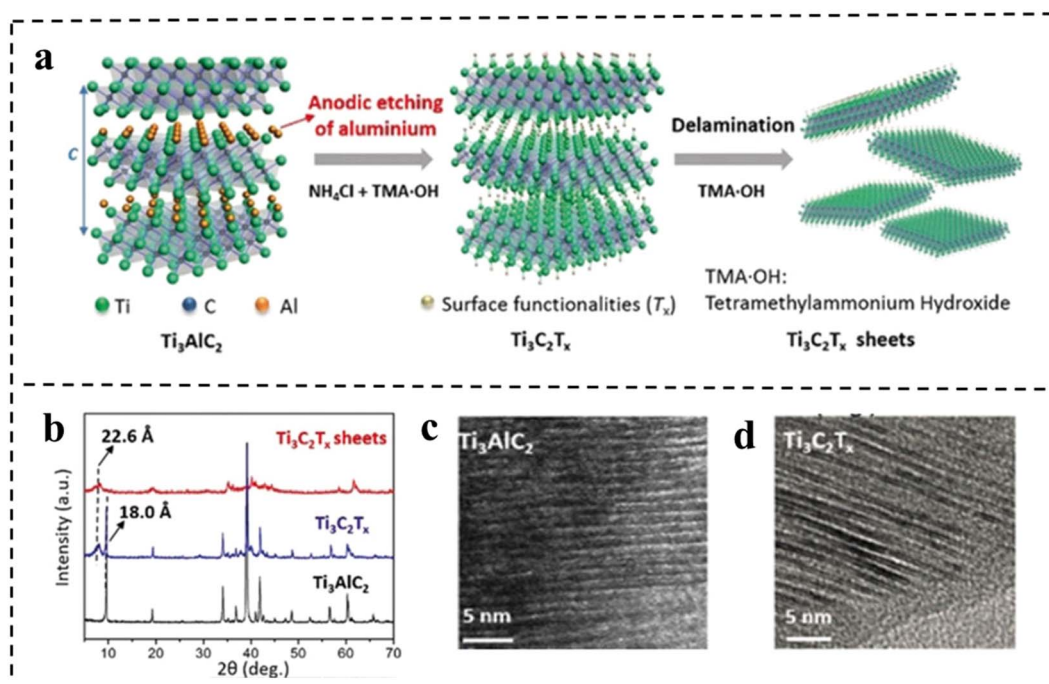 a
Anodic etching
of aluminium
NH₄Cl + TMA·OH
Delamination
TMA·OH
c
Ti
C
Al
Ti₃AlC₂
Surface functionalities (Tₓ)
Ti₃C₂Tₓ
TMA·OH:
Tetramethylammonium Hydroxide
Ti₃C₂Tₓ sheets
b
Intensity (a.u.)
22.6 Å
18.0 Å
Ti₃C₂Tₓ sheets
Ti₃C₂Tₓ
Ti₃AlC₂
10 20 30 40 50 60 70
2θ (deg.)
c
Ti₃AlC₂
5 nm
d
Ti₃C₂Tₓ
5 nm